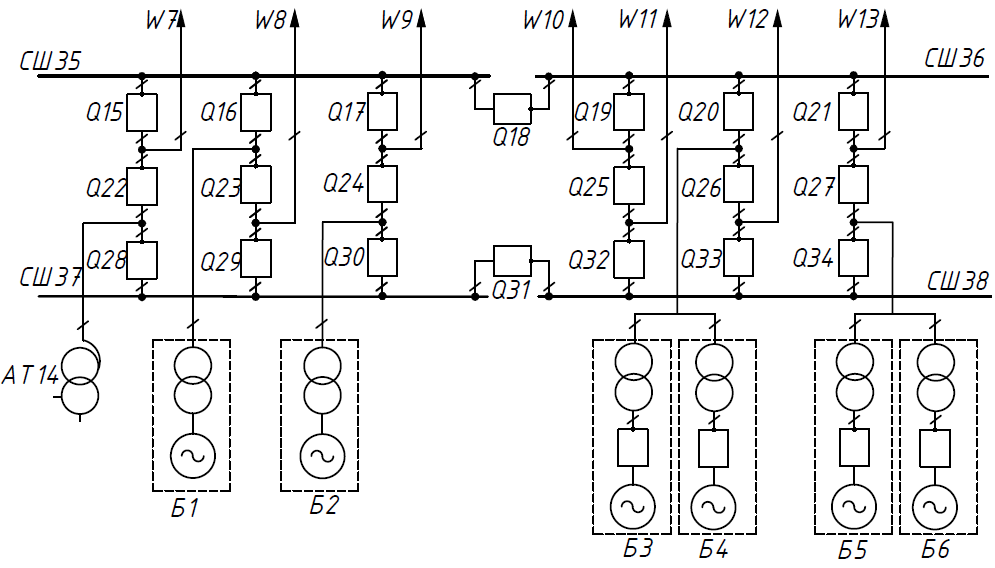 W7 W8 W9 W10 W11 W12 W13
СШ35 СШ36
Q15 Q16 Q17 Q18 Q19 Q20 Q21
Q22 Q23 Q24 Q25 Q26 Q27
Q28 Q29 Q30 Q31 Q32 Q33 Q34
СШ37 СШ38
АТ14
Б1 Б2
Б3 Б4 Б5 Б6